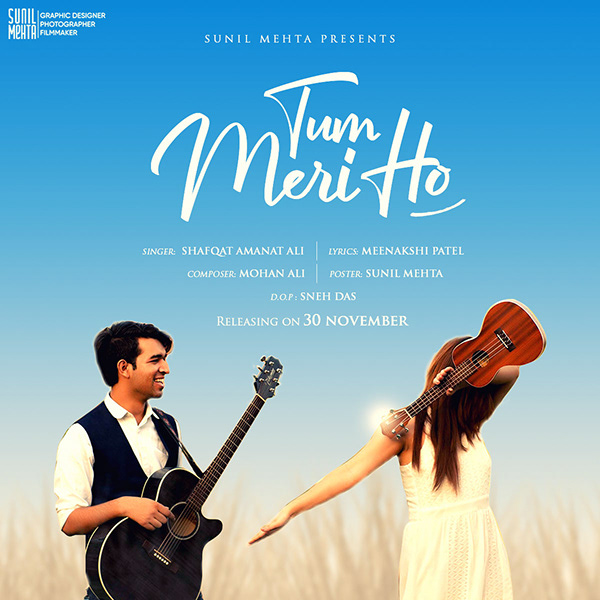 SUNIL MEHTA
GRAPHIC DESIGNER
PHOTOGRAPHER
FILMMAKER
SUNIL MEHTA PRESENTS
Tum
Meri Ho
SINGER: SHAFQAT AMANAT ALI | LYRICS: MEENAKSHI PATEL
COMPOSER: MOHAN ALI | POSTER: SUNIL MEHTA
D.O.P : SNEH DAS
RELEASING ON 30 NOVEMBER